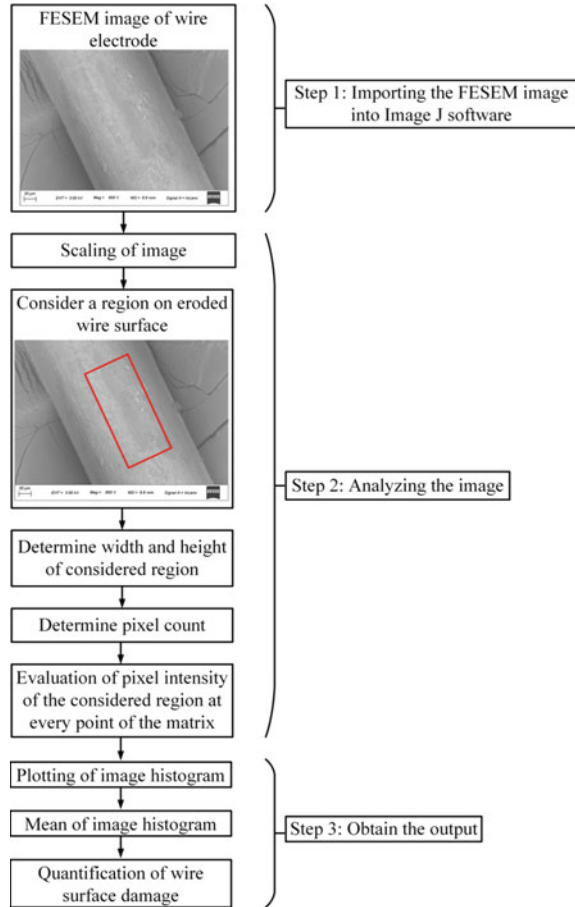 FESEM image of wire
electrode
Step 1: Importing the FESEM image
into Image J software
Scaling of image
Consider a region on eroded
wire surface
Step 2: Analyzing the image
Determine width and height
of considered region
Determine pixel count
Evaluation of pixel intensity
of the considered region at
every point of the matrix
Plotting of image histogram
Mean of image histogram
Step 3: Obtain the output
Quantification of wire
surface damage